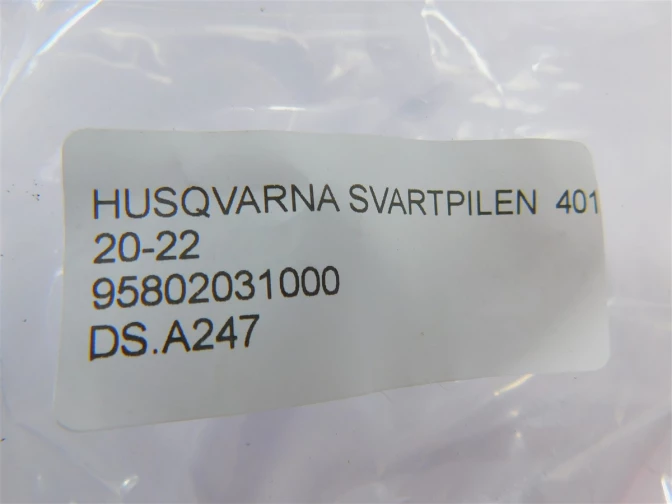 HUSQVARNA SVARTPILEN 401
20-22
95802031000
DS.A247